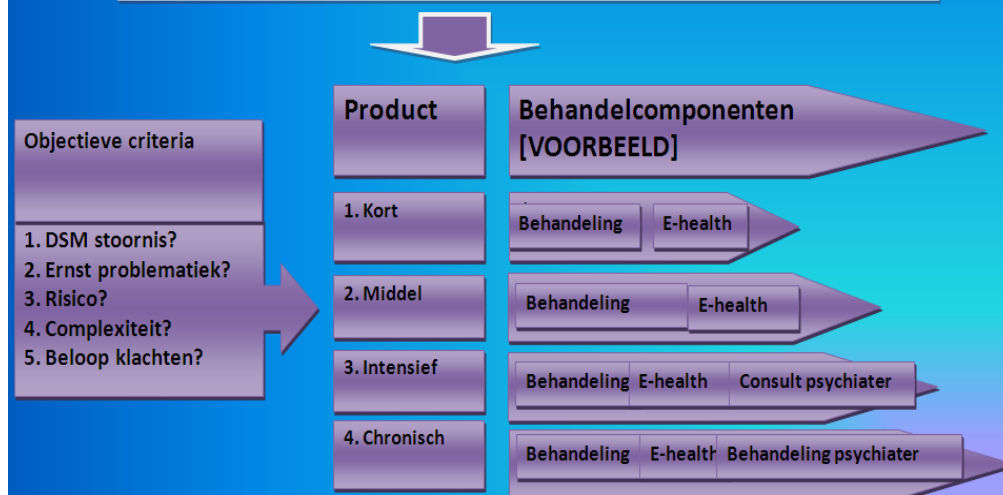 Objectieve criteria
1. DSM stoornis?
2. Ernst problematiek?
3. Risico?
4. Complexiteit?
5. Beloop klachten?
Product
Behandelcomponenten
[VOORBEELD]
1. Kort
Behandeling
E-health
2. Middel
Behandeling
E-health
3. Intensief
Behandeling
E-health
Consult psychiater
4. Chronisch
Behandeling
E-health
Behandeling psychiater